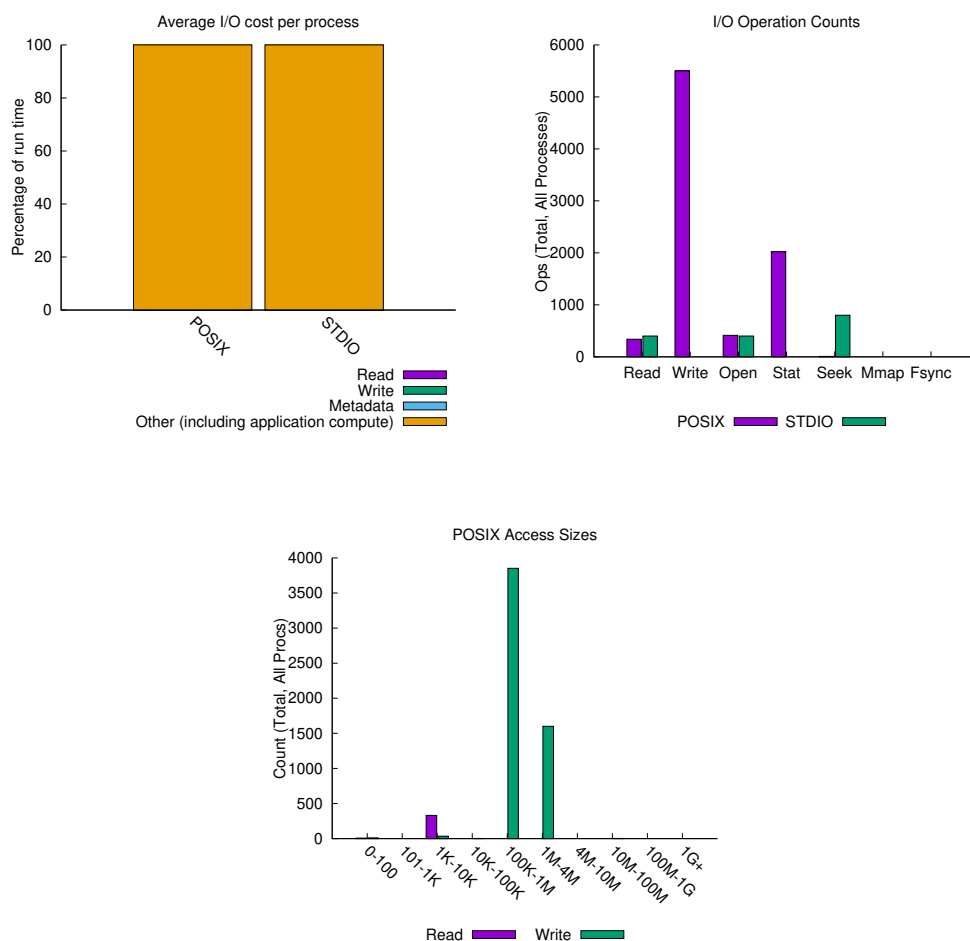 Average I/O cost per process
100
80
60
40
20
0
Percentage of run time
POSIX
STDIO
Read
Write
Metadata
Other (including application compute)
I/O Operation Counts
6000
5000
4000
3000
2000
1000
0
Ops (Total, All Processes)
Read Write Open Stat Seek Mmap Fsync
POSIX STDIO
POSIX Access Sizes
4000
3500
3000
2500
2000
1500
1000
500
0
Count (Total, All Procs)
0-100
101-1K
1K-10K
10K-100K
100K-1M
1M-4M
4M-10M
10M-100M
100M-1G
1G+
Read Write